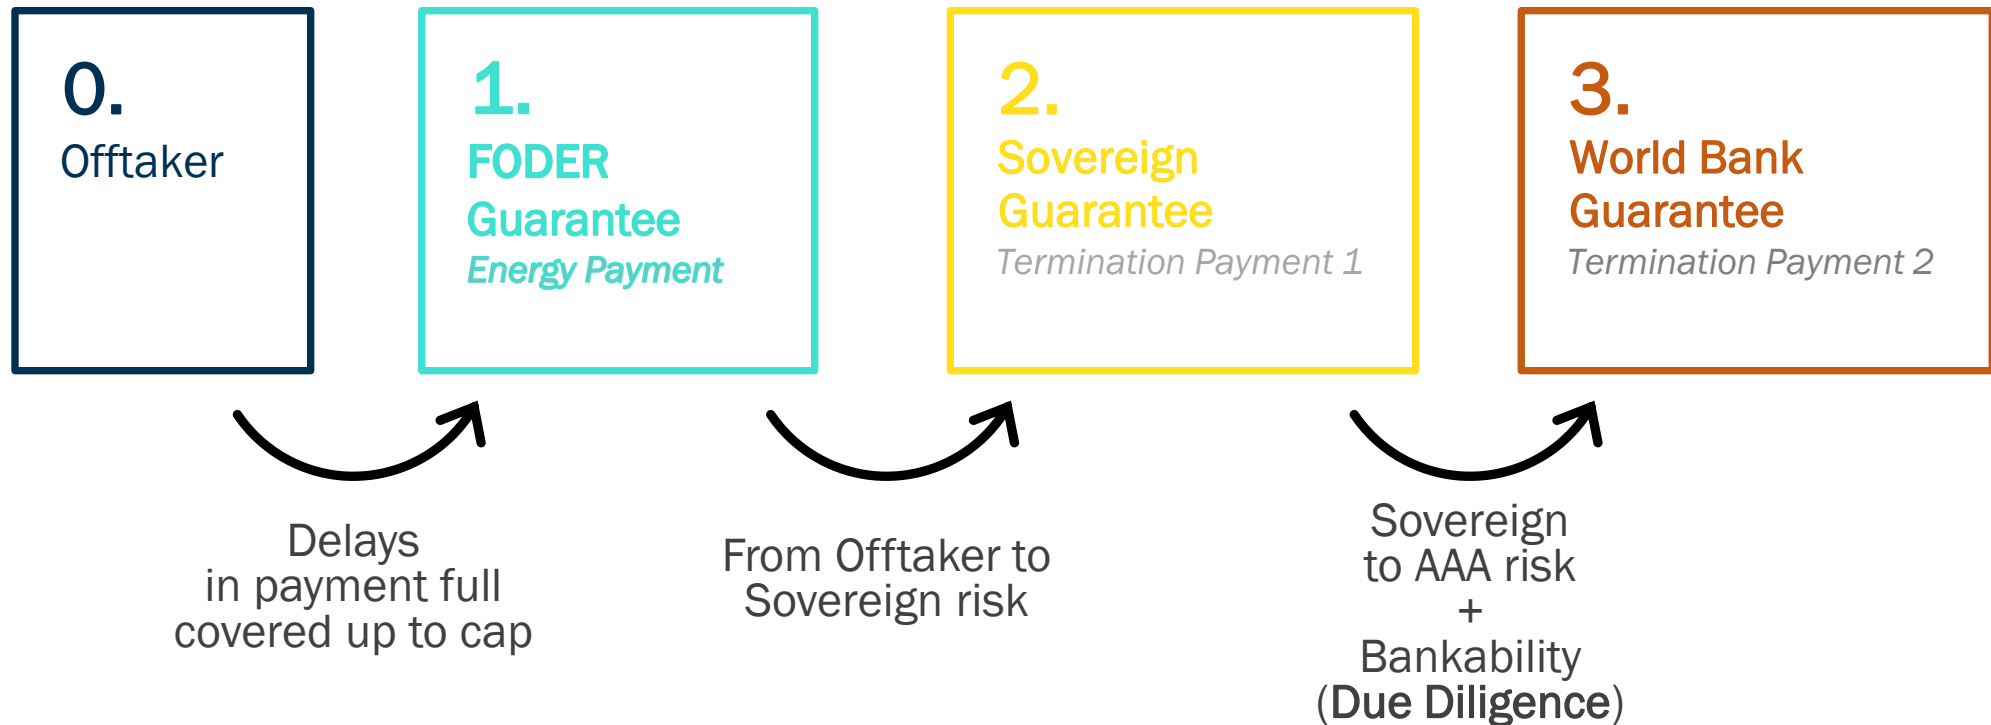 0.
Offtaker
1.
FODER
Guarantee
Energy Payment
2.
Sovereign
Guarantee
Termination Payment 1
3.
World Bank
Guarantee
Termination Payment 2
Delays
in payment full
covered up to cap
From Offtaker to
Sovereign risk
Sovereign
to AAA risk
+
Bankability
(Due Diligence)